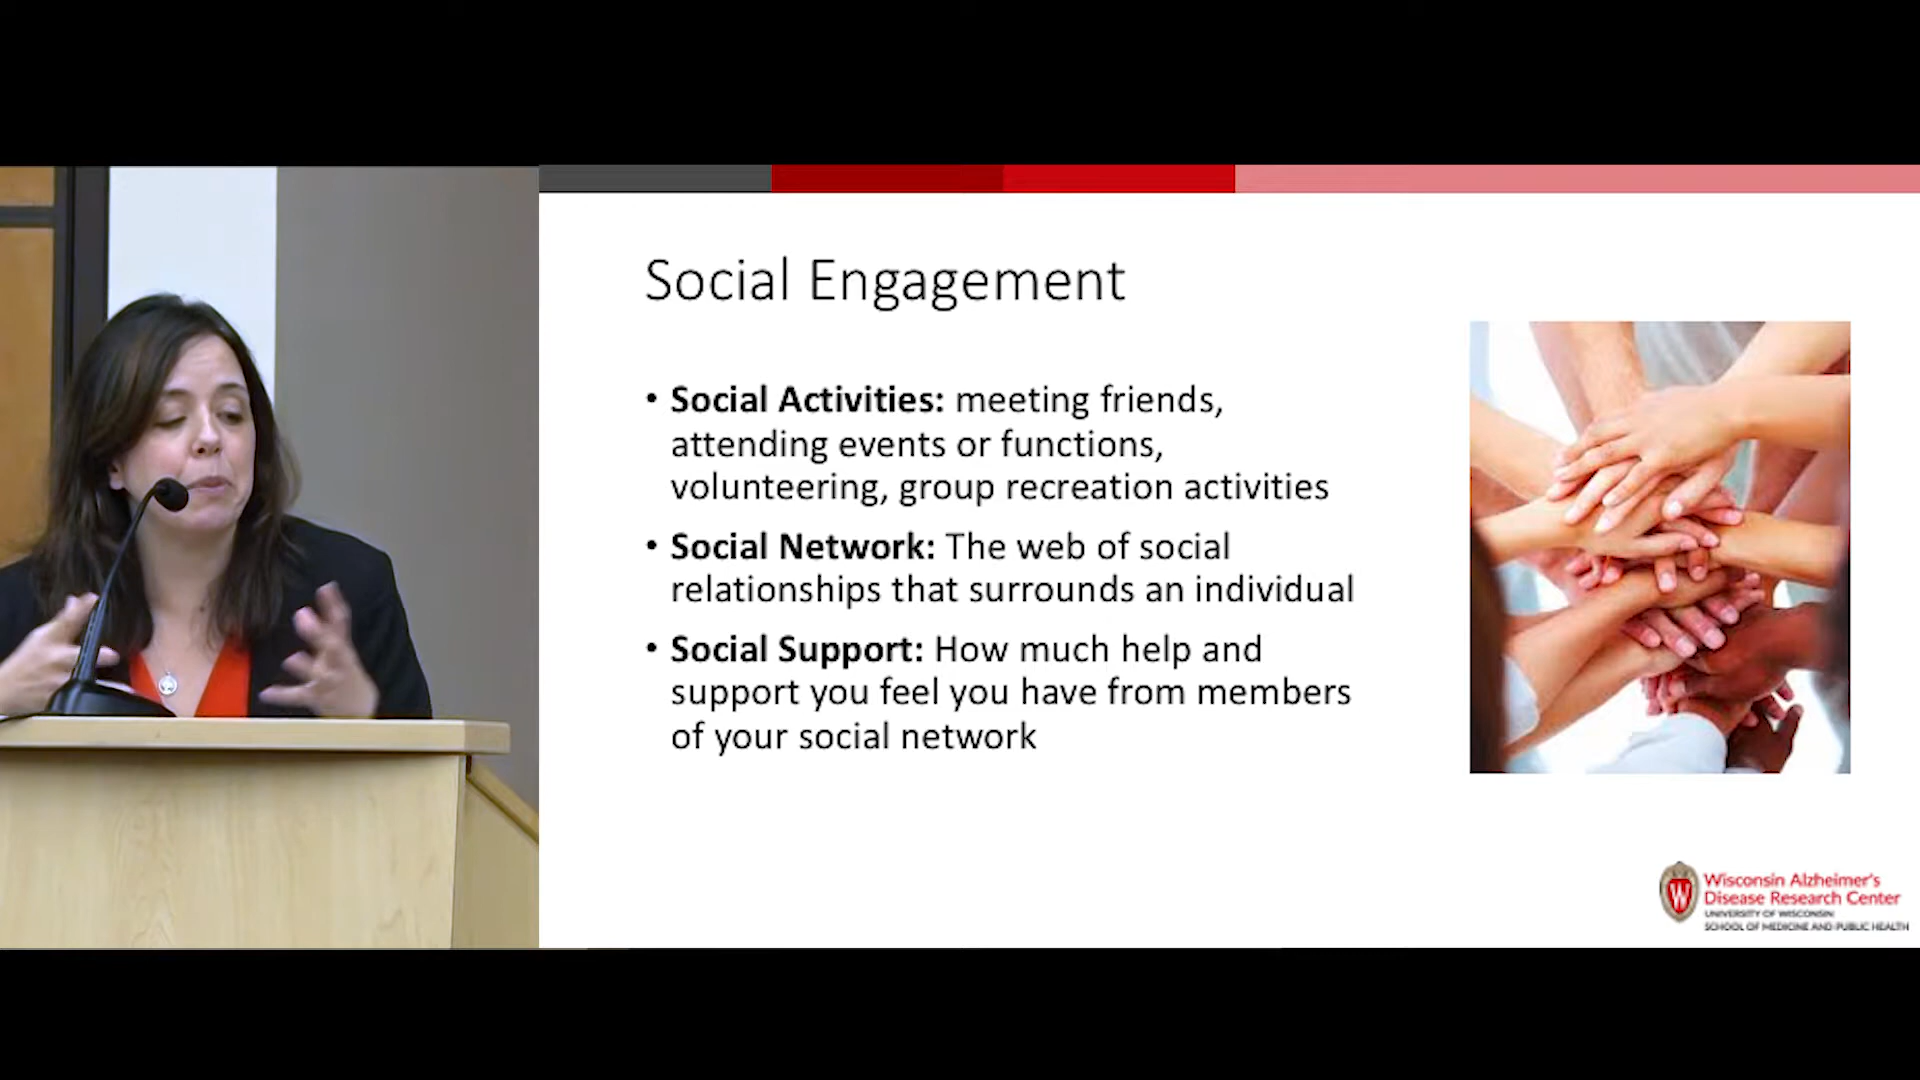 Social Engagement
• Social Activities: meeting friends,
attending events or functions,
volunteering, group recreation activities
• Social Network: The web of social
relationships that surrounds an individual
• Social Support: How much help and
support you feel you have from members
of your social network
W
Wisconsin Alzheimer's
Disease Research Center
UNIVERSITY OF WISCONSIN
SCHOOL OF MEDICINE AND PUBLIC HEALTH